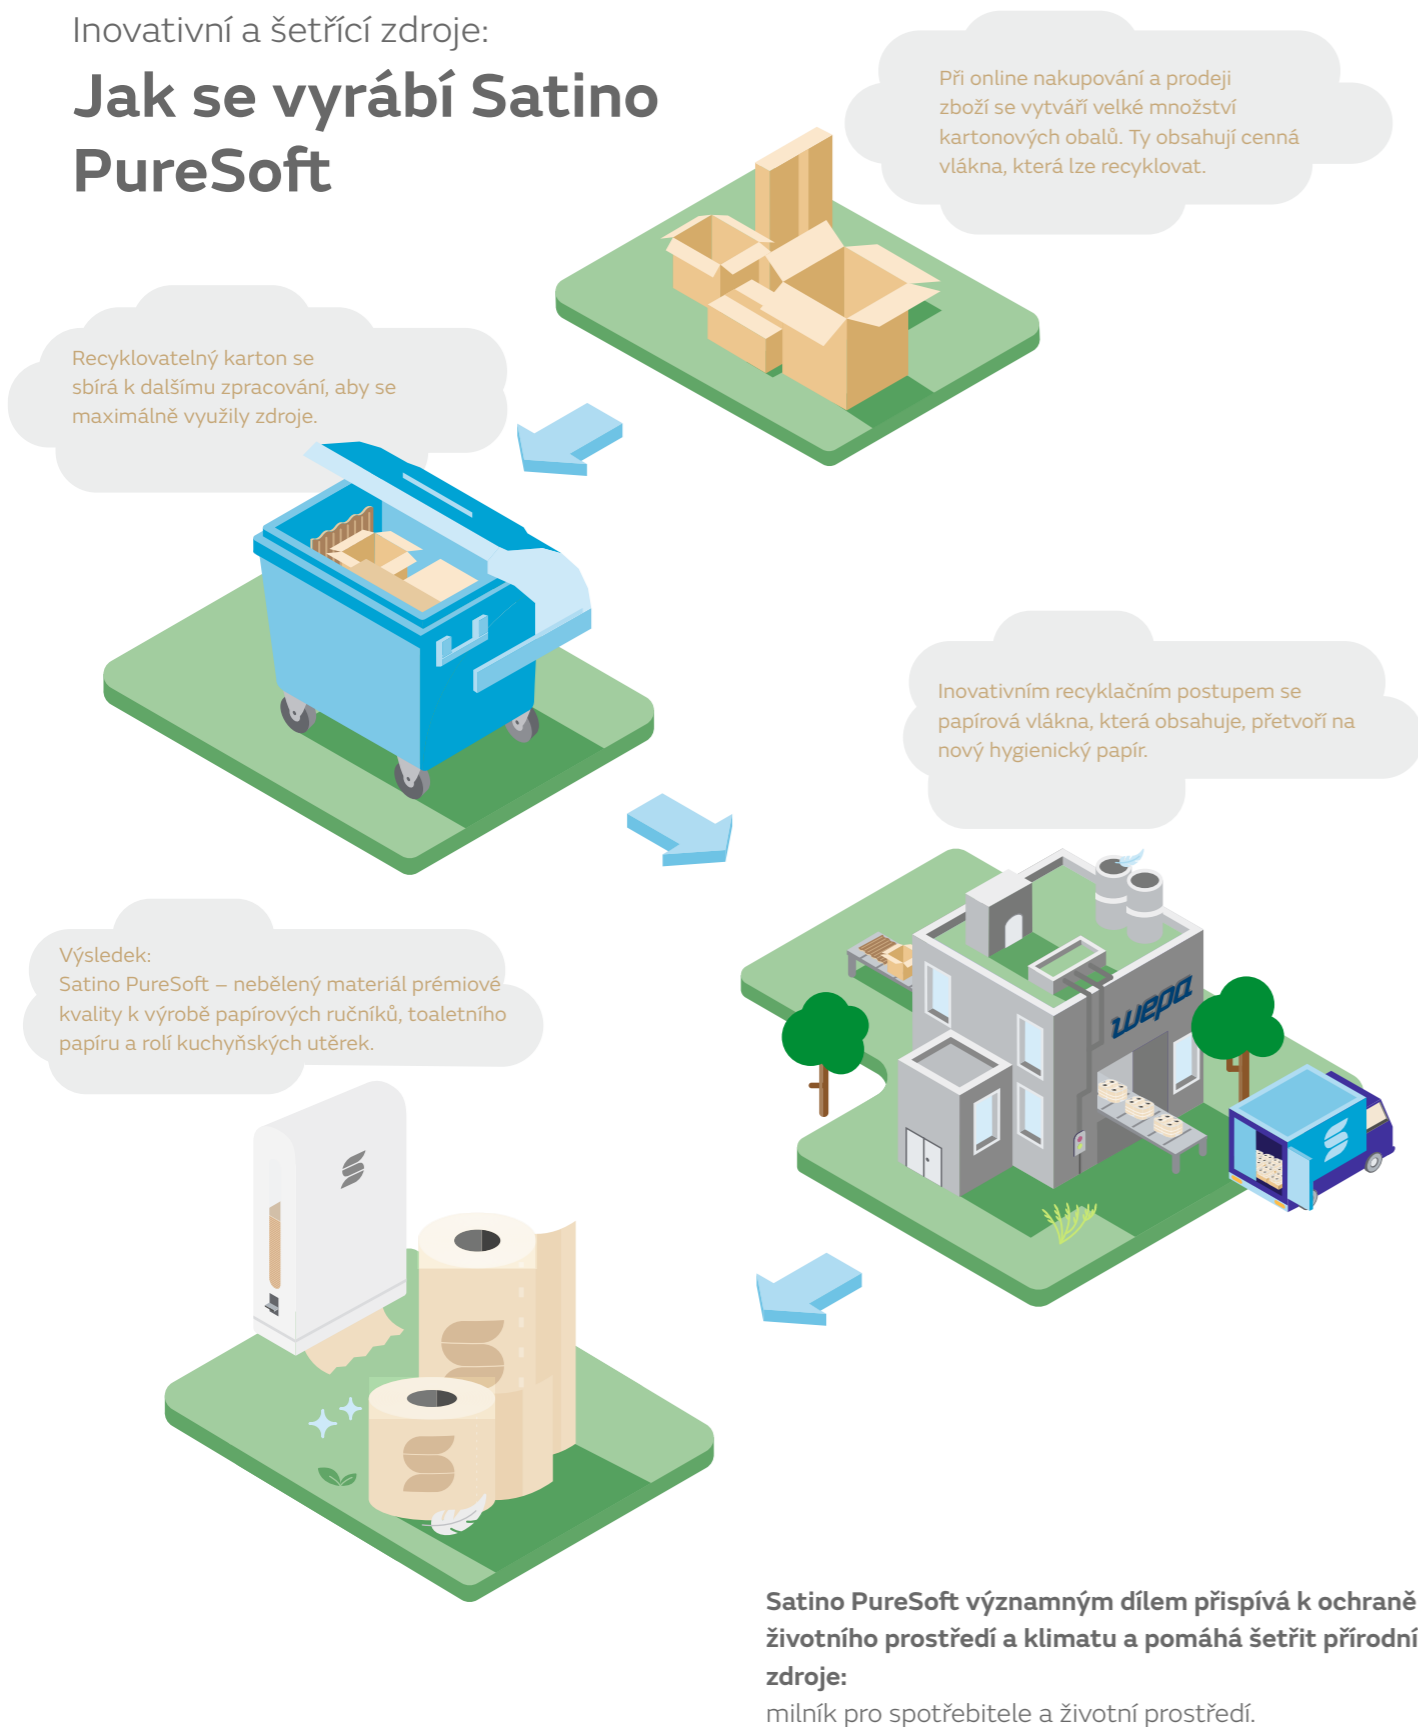 Inovativní a šetřící zdroje:
Jak se vyrábí Satino
PureSoft
Při online nakupování a prodeji
zboží se vytváří velké množství
kartonových obalů. Ty obsahují cenná
vlákna, která lze recyklovat.
Recyklovatelný karton se
sbírá k dalšímu zpracování, aby se
maximálně využily zdroje.
Inovativním recyklačním postupem se
papírová vlákna, která obsahuje, přetvoří na
nový hygienický papír.
wepa
Výsledek:
Satino PureSoft – nebělený materiál prémiové
kvality k výrobě papírových ručníků, toaletního
papíru a rolí kuchyňských utěrek.
Satino PureSoft významným dílem přispívá k ochraně
životního prostředí a klimatu a pomáhá šetřit přírodní
zdroje:
milník pro spotřebitele a životní prostředí.